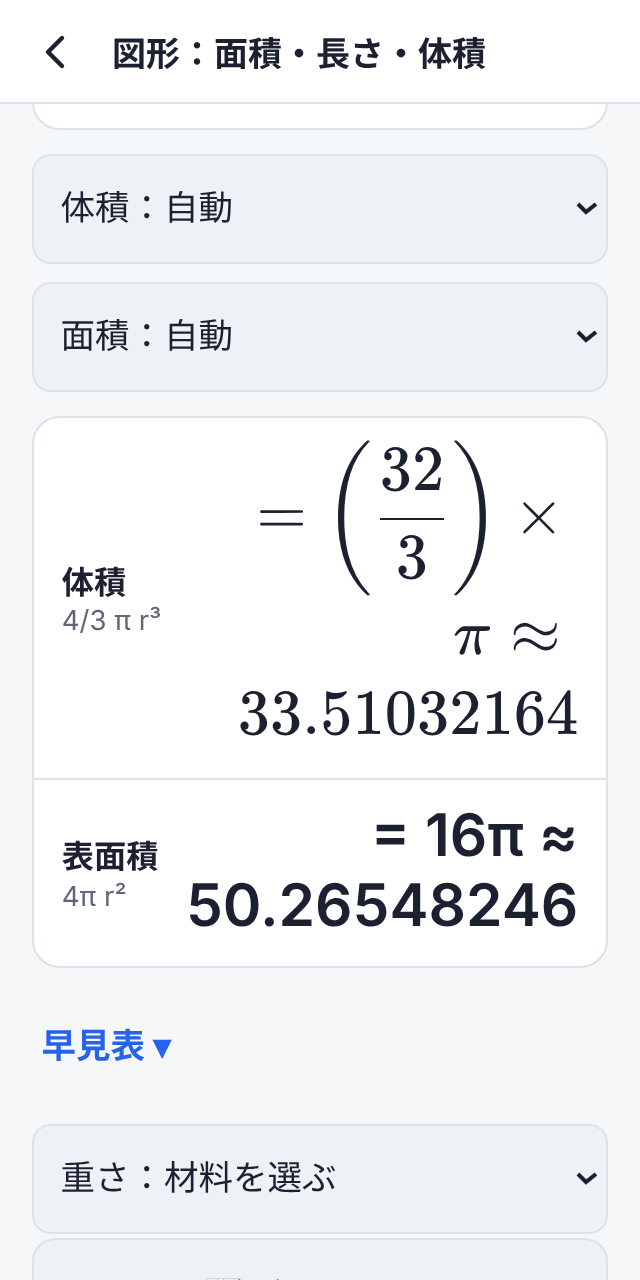 図形：面積・長さ・体積
体積：自動
面積：自動
体積
4/3 π r³
= (32/3) ×
π ≈
33.51032164
表面積
4π r²
= 16π ≈
50.26548246
早見表 ▼
重さ：材料を選ぶ